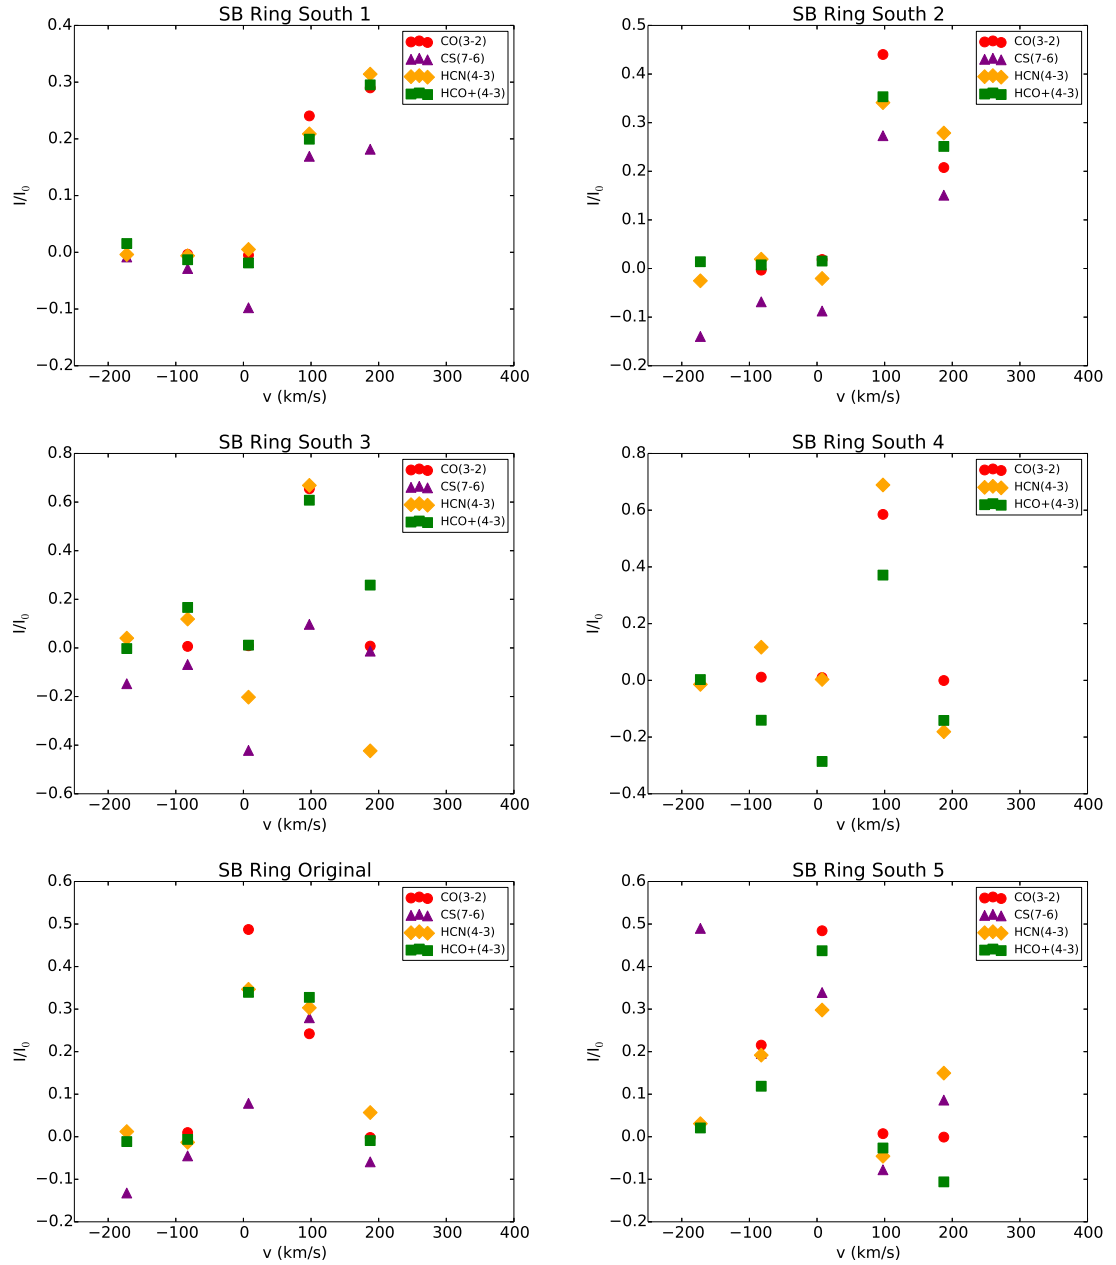 SB Ring South 1
0.4
0.3
0.2
0.1
0.0
−0.1
−0.2
I/I0
−200 −100 0 100 200 300 400
v (km/s)
CO(3-2)
CS(7-6)
HCN(4-3)
HCO+(4-3)
SB Ring South 2
0.5
0.4
0.3
0.2
0.1
0.0
−0.1
−0.2
I/I0
−200 −100 0 100 200 300 400
v (km/s)
CO(3-2)
CS(7-6)
HCN(4-3)
HCO+(4-3)
SB Ring South 3
0.8
0.6
0.4
0.2
0.0
−0.2
−0.4
−0.6
I/I0
−200 −100 0 100 200 300 400
v (km/s)
CO(3-2)
CS(7-6)
HCN(4-3)
HCO+(4-3)
SB Ring South 4
0.8
0.6
0.4
0.2
0.0
−0.2
−0.4
I/I0
−200 −100 0 100 200 300 400
v (km/s)
CO(3-2)
HCN(4-3)
HCO+(4-3)
SB Ring Original
0.6
0.5
0.4
0.3
0.2
0.1
0.0
−0.1
−0.2
I/I0
−200 −100 0 100 200 300 400
v (km/s)
CO(3-2)
CS(7-6)
HCN(4-3)
HCO+(4-3)
SB Ring South 5
0.6
0.5
0.4
0.3
0.2
0.1
0.0
−0.1
−0.2
I/I0
−200 −100 0 100 200 300 400
v (km/s)
CO(3-2)
CS(7-6)
HCN(4-3)
HCO+(4-3)